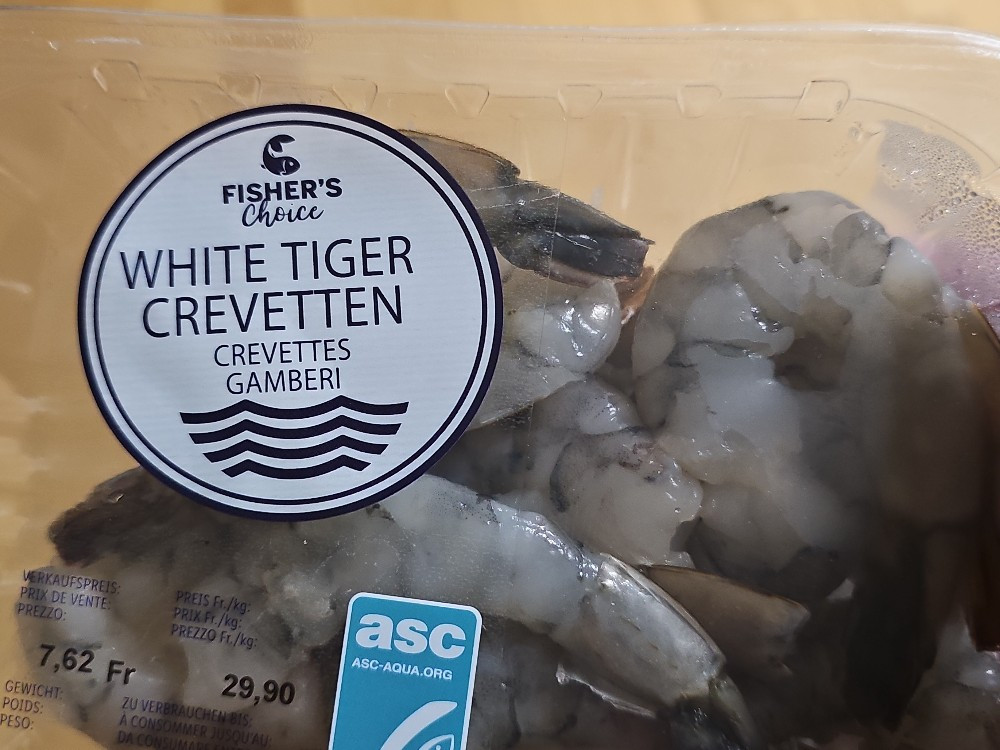 FISHER'S
Choice
WHITE TIGER
CREVETTEN
CREVETTES
GAMBERI
VERKAUFSPREIS:
PRIX DE VENTE:
PREZZO:
7,62 Fr
PREIS Fr./kg:
PRIX Fr./kg:
PREZZO Fr./kg:
29,90
GEWICHT:
POIDS:
PESO:
ZU VERBRAUCHEN BIS:
À CONSOMMER JUSQU'AU:
DA CONSUMARE
asc
ASC-AQUA.ORG